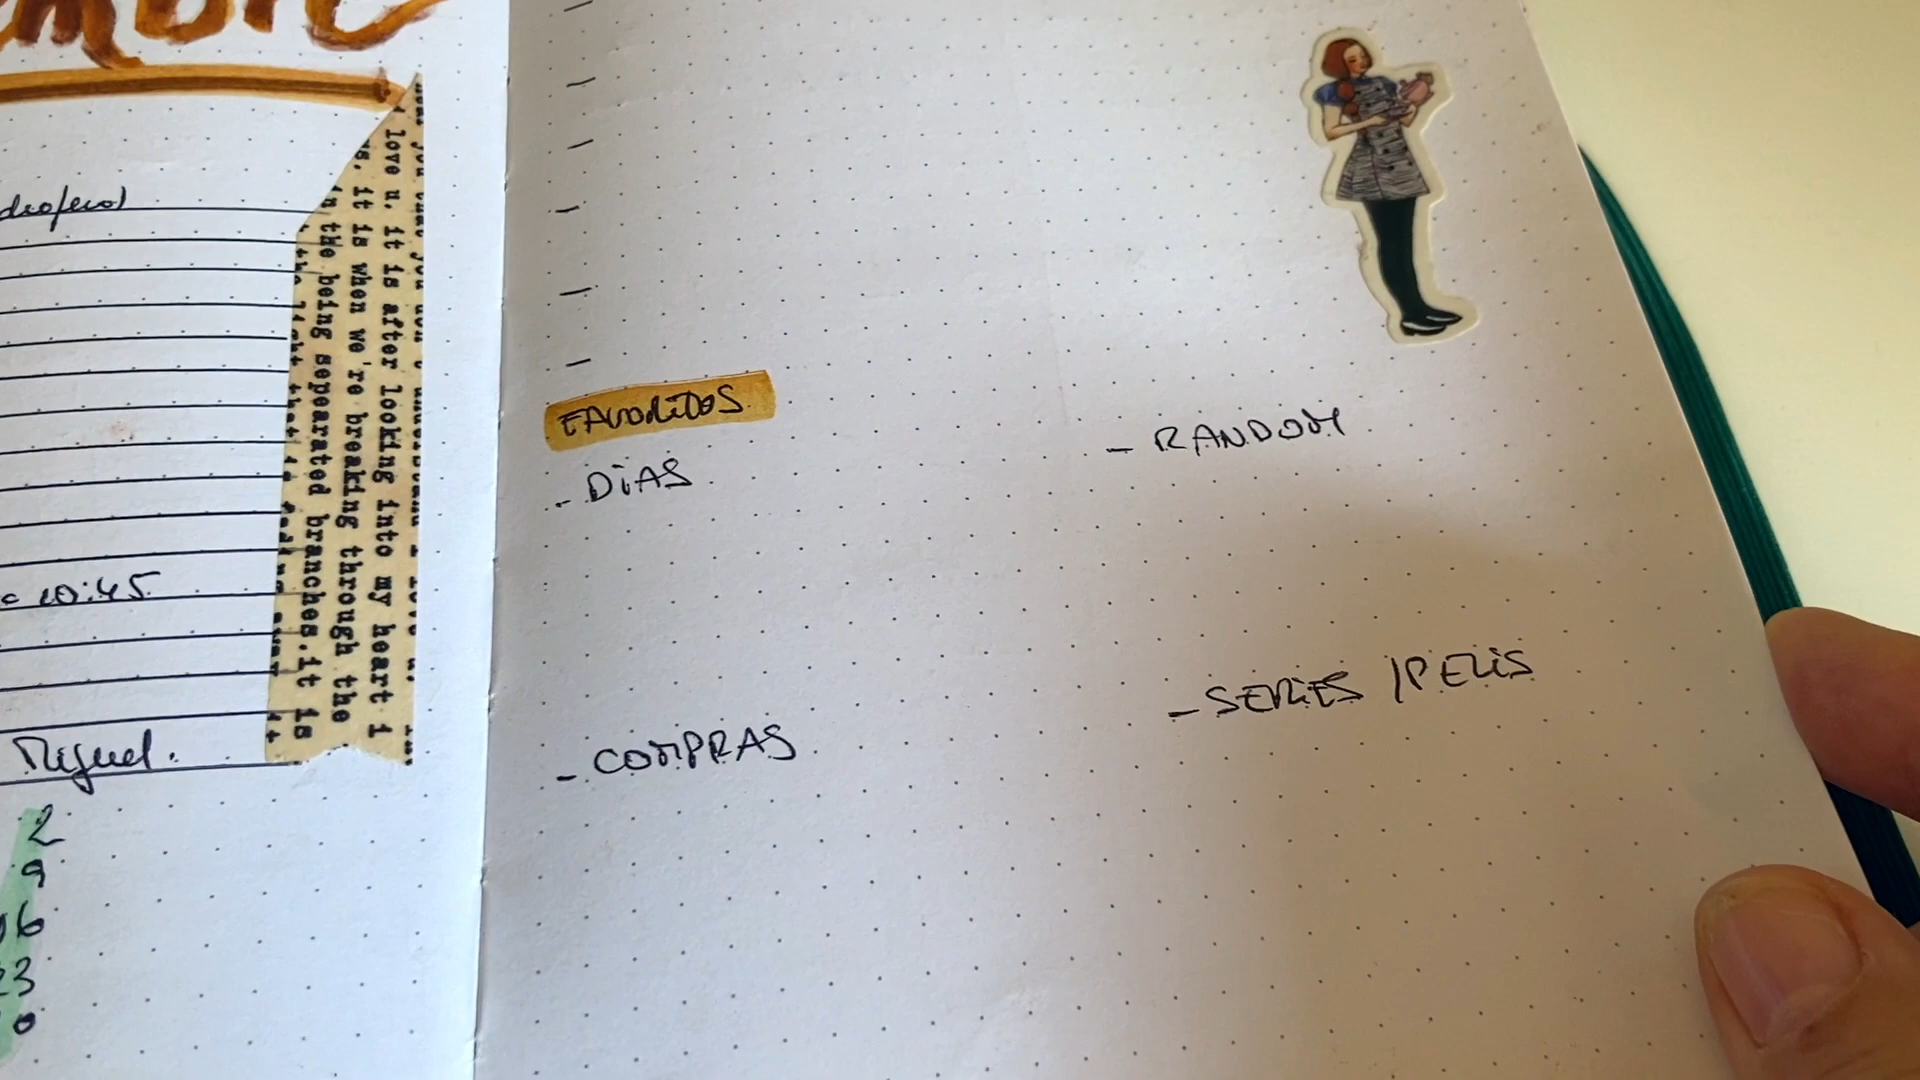 10:45
Miguel.
2
9
6
3
0
love u. it is after looking into my heart i
it is when we're breaking through the
the being separated branches.it is
FAVORITOS
- DiAS
- RANDOM
- SERiES / PELiS
- COMPRAS